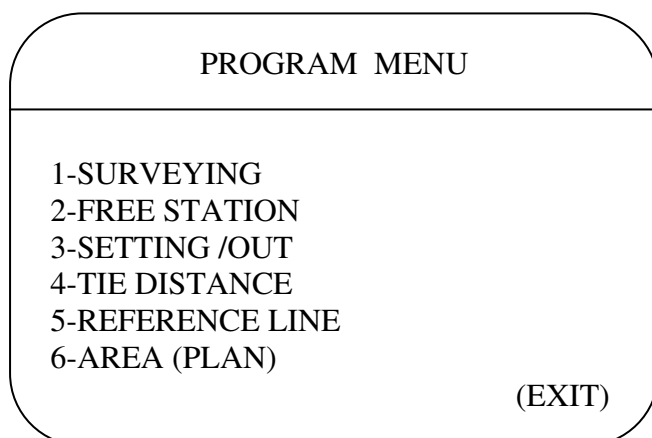 PROGRAM MENU
1-SURVEYING
2-FREE STATION
3-SETTING /OUT
4-TIE DISTANCE
5-REFERENCE LINE
6-AREA (PLAN)
(EXIT)